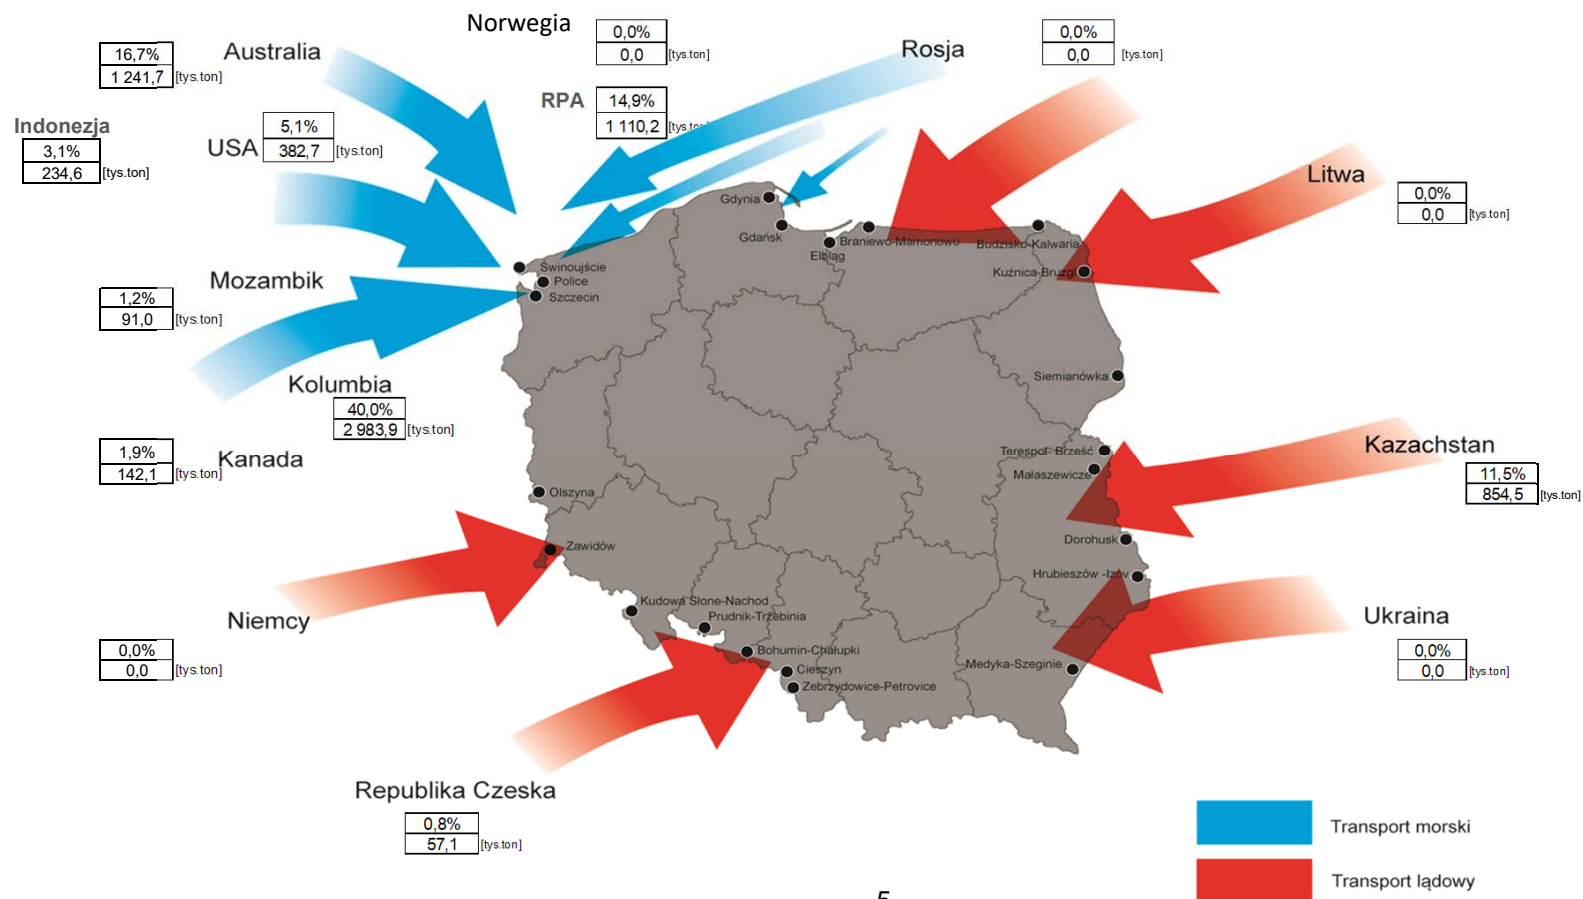 Norwegia
0,0%
0,0 [tys.ton]
Rosja
0,0%
0,0 [tys.ton]
Australia
16,7%
1 241,7 [tys.ton]
RPA
14,9%
1 110,2
Indonezja
3,1%
234,6 [tys.ton]
USA
5,1%
382,7 [tys.ton]
Litwa
0,0%
0,0 [tys.ton]
Gdynia
Gdańsk
Elbląg
Braniewo-Mamonowo
Budzisko-Kalwaria
Kuźnica-Bruzgi
Świnoujście
Police
Szczecin
Mozambik
1,2%
91,0 [tys.ton]
Kolumbia
40,0%
2 983,9 [tys.ton]
Siemianówka
Kanada
1,9%
142,1 [tys.ton]
Terespol- Brześć
Małaszewicze
Kazachstan
11,5%
854,5 [tys.ton]
Olszyna
Zawidów
Dorohusk
Hrubieszów -Izov
Niemcy
0,0%
0,0 [tys.ton]
Kudowa Słone-Nachod
Prudnik-Trzebinia
Bohumin-Chałupki
Cieszyn
Zebrzydowice-Petrovice
Medyka-Szeginie
Ukraina
0,0%
0,0 [tys.ton]
Republika Czeska
0,8%
57,1 [tys.ton]
Transport morski
Transport lądowy
5